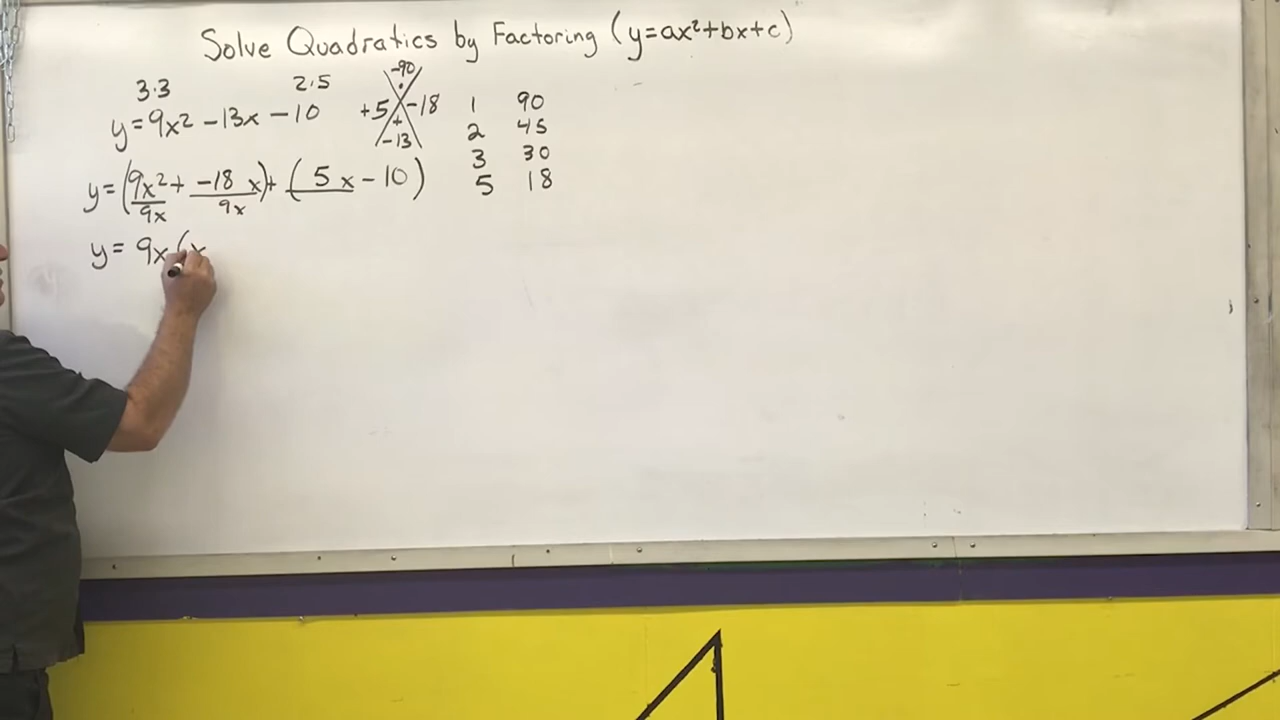 Solve Quadratics by Factoring (y=ax²+bx+c)
3·3 2·5
y=9x²-13x-10
-90
·
+5 -18
+
-13
1 90
2 45
3 30
5 18
y=(9x²+ -18 x)+( 5x-10)
9x 9x
y= 9x(x